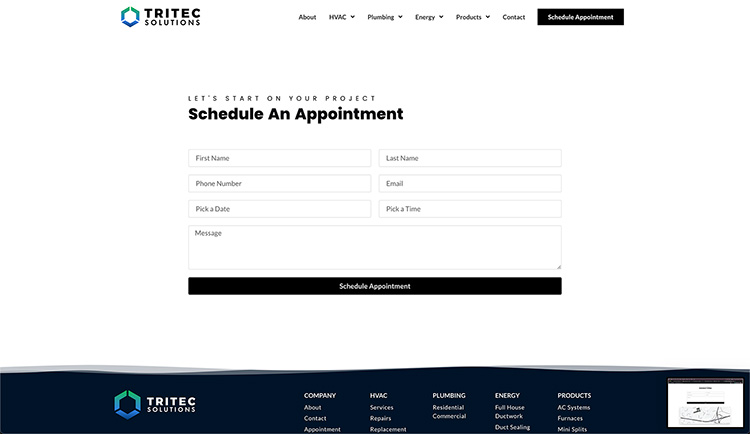 TRITEC
SOLUTIONS
About HVAC Plumbing Energy Products Contact Schedule Appointment
LET'S START ON YOUR PROJECT
Schedule An Appointment
First Name Last Name
Phone Number Email
Pick a Date Pick a Time
Message
Schedule Appointment
TRITEC
SOLUTIONS
COMPANY
About
Contact
Appointment
HVAC
Services
Repairs
Replacement
PLUMBING
Residential
Commercial
ENERGY
Full House
Ductwork
Duct Sealing
PRODUCTS
AC Systems
Furnaces
Mini Splits